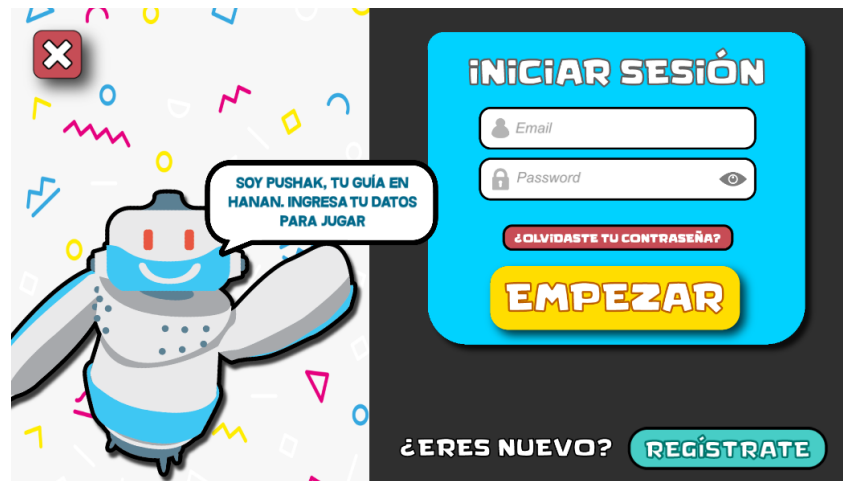 SOY PUSHAK, TU GUÍA EN
HANAN. INGRESA TU DATOS
PARA JUGAR
INICIAR SESIÓN
Email
Password
¿OLVIDASTE TU CONTRASEÑA?
EMPEZAR
¿ERES NUEVO?
REGÍSTRATE